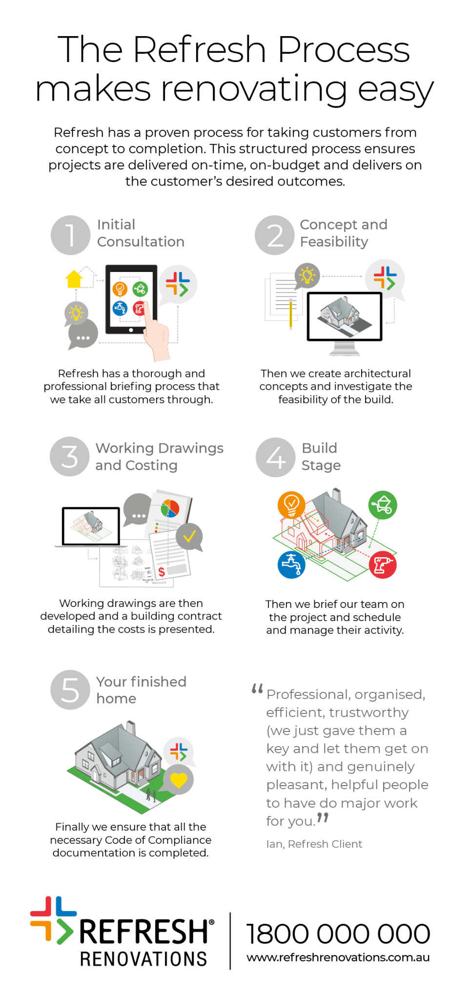 The Refresh Process
makes renovating easy
Refresh has a proven process for taking customers from
concept to completion. This structured process ensures
projects are delivered on-time, on-budget and delivers on
the customer's desired outcomes.
1
Initial
Consultation
Refresh has a thorough and
professional briefing process that
we take all customers through.
2
Concept and
Feasibility
Then we create architectural
concepts and investigate the
feasibility of the build.
3
Working Drawings
and Costing
$
Working drawings are then
developed and a building contract
detailing the costs is presented.
4
Build
Stage
Then we brief our team on
the project and schedule
and manage their activity.
5
Your finished
home
Finally we ensure that all the
necessary Code of Compliance
documentation is completed.
“Professional, organised,
efficient, trustworthy
(we just gave them a
key and let them get on
with it) and genuinely
pleasant, helpful people
to have do major work
for you.”
Ian, Refresh Client
REFRESH®
RENOVATIONS
1800 000 000
www.refreshrenovations.com.au